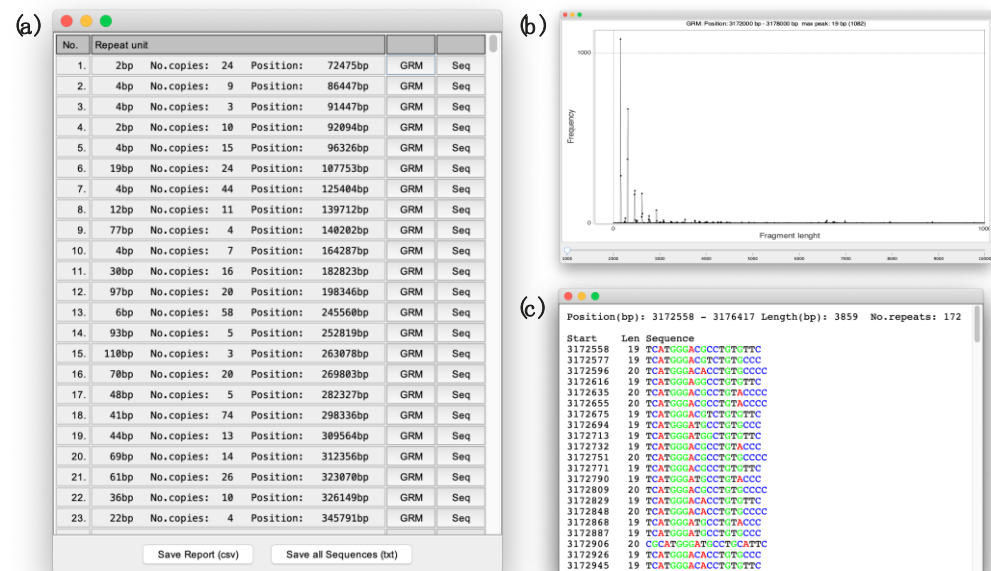 (a)
No. Repeat unit
1. 2bp No.copies: 24 Position: 72475bp GRM Seq
2. 4bp No.copies: 9 Position: 86447bp GRM Seq
3. 4bp No.copies: 3 Position: 91447bp GRM Seq
4. 2bp No.copies: 10 Position: 92094bp GRM Seq
5. 4bp No.copies: 15 Position: 96326bp GRM Seq
6. 19bp No.copies: 24 Position: 107753bp GRM Seq
7. 4bp No.copies: 44 Position: 125404bp GRM Seq
8. 12bp No.copies: 11 Position: 139712bp GRM Seq
9. 77bp No.copies: 4 Position: 140202bp GRM Seq
10. 4bp No.copies: 7 Position: 164287bp GRM Seq
11. 30bp No.copies: 16 Position: 182823bp GRM Seq
12. 97bp No.copies: 20 Position: 198346bp GRM Seq
13. 6bp No.copies: 58 Position: 245560bp GRM Seq
14. 93bp No.copies: 5 Position: 252819bp GRM Seq
15. 110bp No.copies: 3 Position: 263078bp GRM Seq
16. 70bp No.copies: 20 Position: 269803bp GRM Seq
17. 48bp No.copies: 5 Position: 282327bp GRM Seq
18. 41bp No.copies: 74 Position: 298336bp GRM Seq
19. 44bp No.copies: 13 Position: 309564bp GRM Seq
20. 69bp No.copies: 14 Position: 312356bp GRM Seq
21. 61bp No.copies: 26 Position: 323070bp GRM Seq
22. 36bp No.copies: 10 Position: 326149bp GRM Seq
23. 22bp No.copies: 4 Position: 345791bp GRM Seq
Save Report (csv) Save all Sequences (txt)
(b)
GRM: Position: 3172000 bp - 3178000 bp max peak: 19 bp (1082)
1000
Frequency
0
0 1000
Fragment lenght
1000 2000 3000 4000 5000 6000 7000 8000 9000 10000
(c)
Position(bp): 3172558 - 3176417 Length(bp): 3859 No.repeats: 172
Start Len Sequence
3172558 19 TCATGGGACGCCTGTGTTC
3172577 19 TCATGGGACGTCTGTGCCC
3172596 20 TCATGGGACACCTGTGCCCC
3172616 19 TCATGGGAGGCCTGTGTTC
3172635 20 TCATGGGACGCCTGTACCCC
3172655 20 TCATGGGACGCCTGTACCCC
3172675 19 TCATGGGACGTCTGTGTTC
3172694 19 TCATGGGATGCCTGTGCCC
3172713 19 TCATGGGATGGCTGTGTTC
3172732 19 TCATGGGACGCCTGTACCC
3172751 20 TCATGGGACGCCTGTGCCCC
3172771 19 TCATGGGACGCCTGTGTTC
3172790 19 TCATGGGATGCCTGTACCC
3172809 20 TCATGGGACGCCTGTGCCCC
3172829 19 TCATGGGACACCTGTGTTC
3172848 20 TCATGGGACACCTGTGCCCC
3172868 19 TCATGGGATGCCTGTACCC
3172887 19 TCATGGGACGCCTGTGTCC
3172906 20 CGCATGGGATGCCTGCATTC
3172926 19 TCATGGGACACCTGTGCCC
3172945 19 TCATGGGACACCTGTGTTC